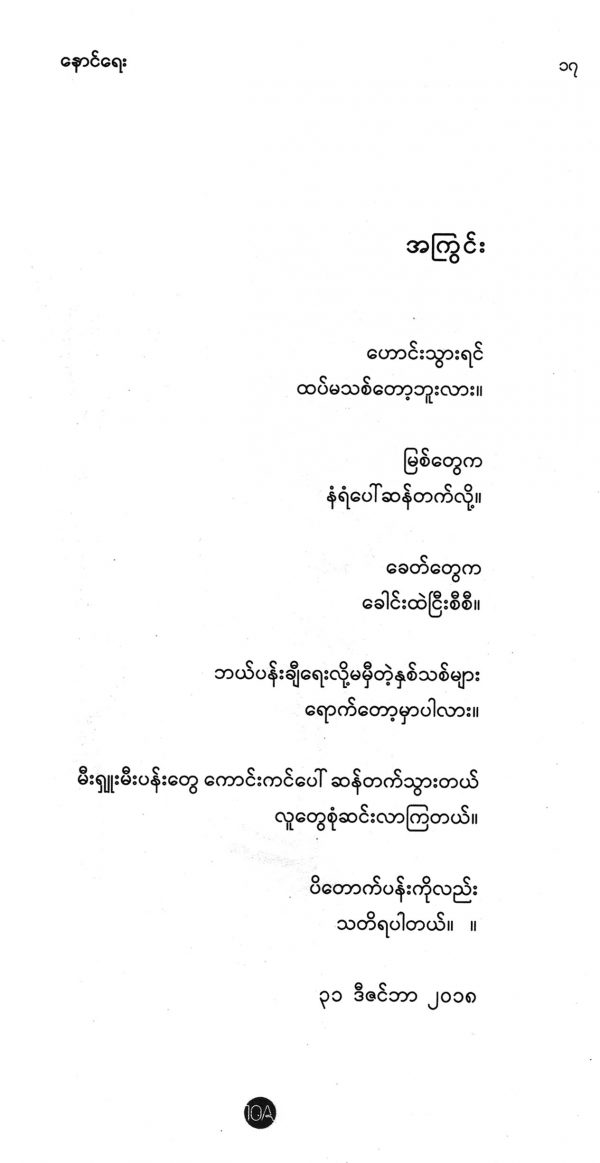 နောင်ရေး
၁၇
အကြွင်း
ဟောင်းသွားရင်
ထပ်မသစ်တော့ဘူးလား။
မြစ်တွေက
နံရံပေါ်ဆန်တက်လို့။
ခေတ်တွေက
ခေါင်းထဲငြီးစီစီ။
ဘယ်ပန်းချီရေးလို့မမှီတဲ့နှစ်သစ်များ
ရောက်တော့မှာပါလား။
မီးရှူးမီးပန်းတွေ ကောင်းကင်ပေါ် ဆန်တက်သွားတယ်
လူတွေစုံဆင်းလာကြတယ်။
ပိတောက်ပန်းကိုလည်း
သတိရပါတယ်။ ။
၃၁ ဒီဇင်ဘာ ၂၀၁၈
10A